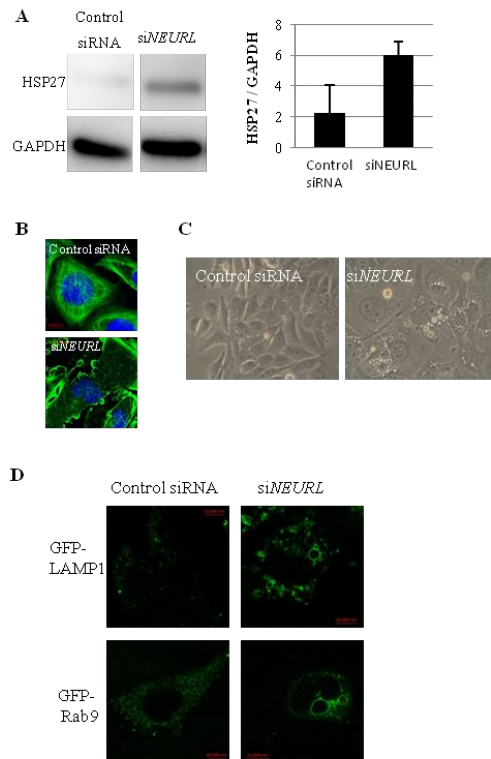 A
Control
siRNA
siNEURL
HSP27
GAPDH
HSP27 / GAPDH
8
6
4
2
0
Control
siRNA
siNEURL
B
Control siRNA
siNEURL
C
Control siRNA
siNEURL
D
Control siRNA
siNEURL
GFP-
LAMP1
GFP-
Rab9